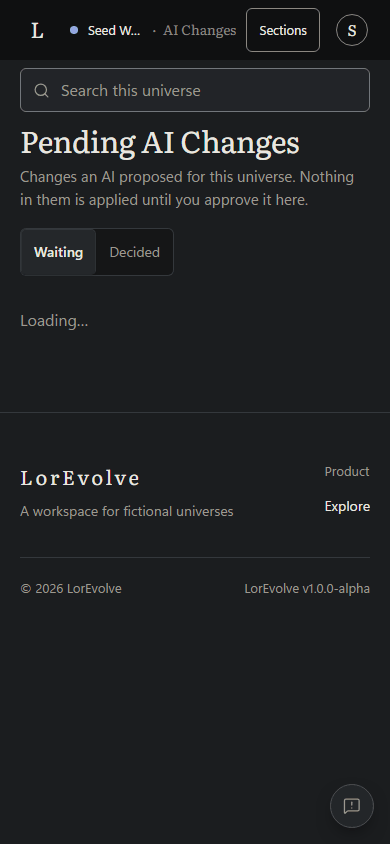 L
Seed W... · AI Changes
Sections
S
Search this universe
Pending AI Changes
Changes an AI proposed for this universe. Nothing
in them is applied until you approve it here.
Waiting
Decided
Loading...
LorEvolve
A workspace for fictional universes
Product
Explore
© 2026 LorEvolve
LorEvolve v1.0.0-alpha